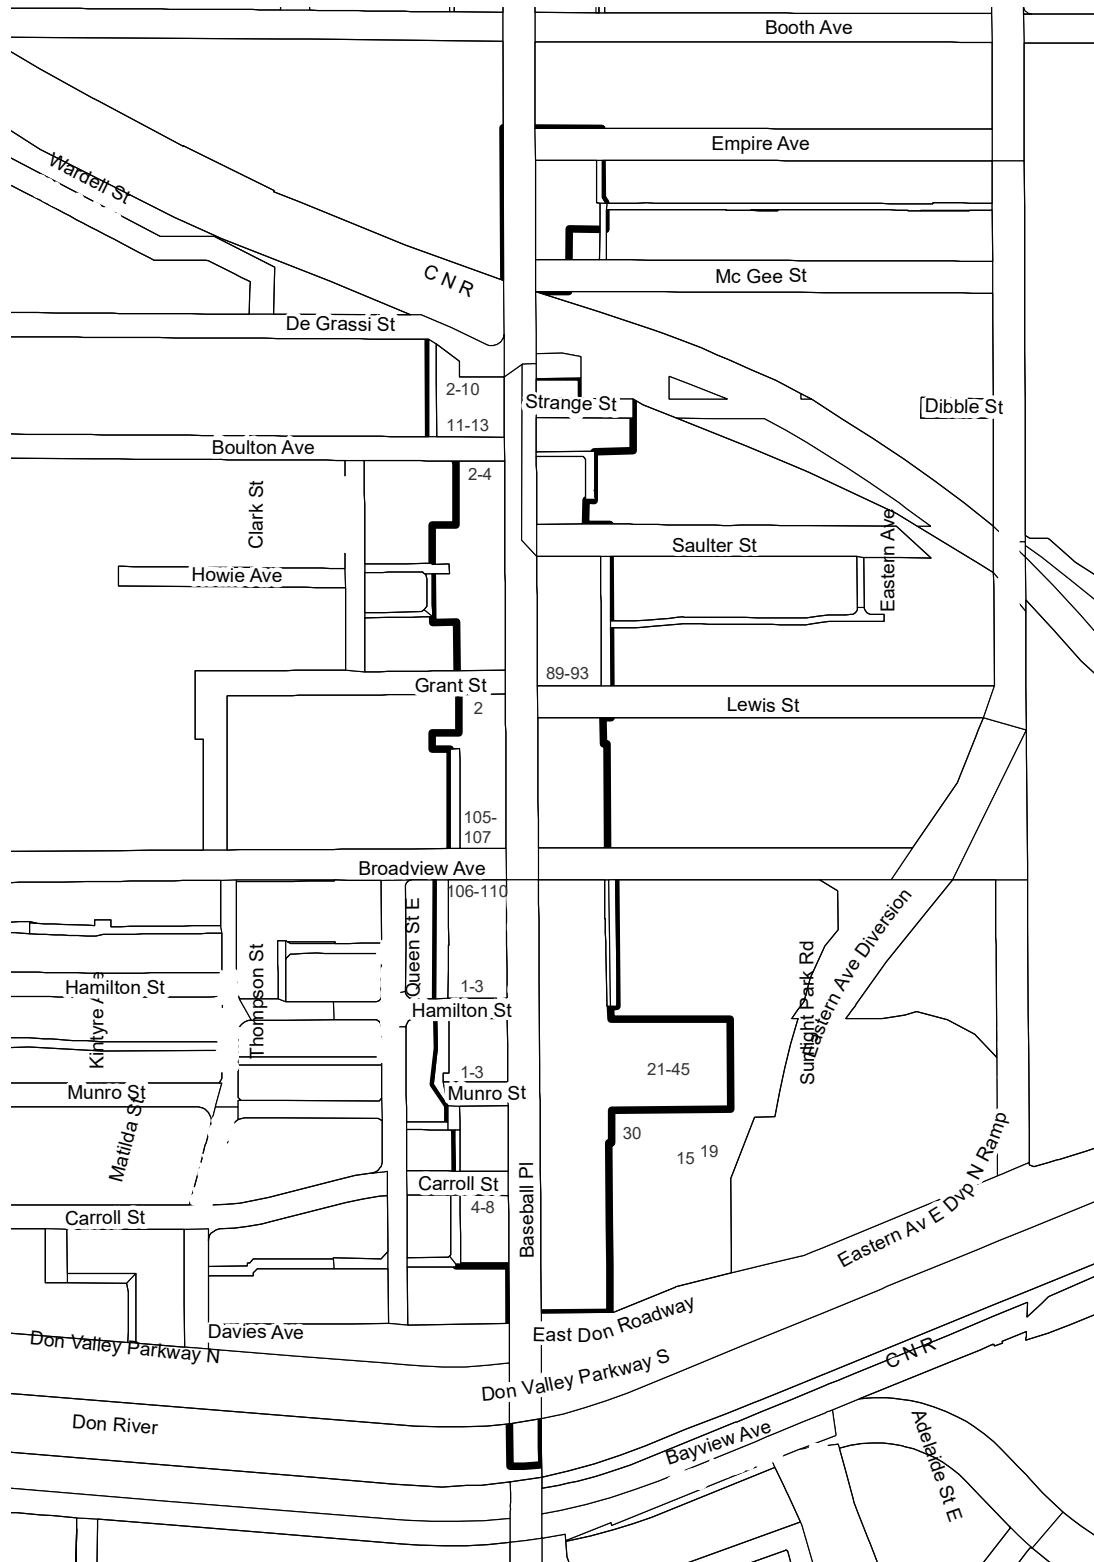 Booth Ave
Empire Ave
Wardell St
CNR
Mc Gee St
De Grassi St
2-10
Strange St
Dibble St
11-13
Boulton Ave
2-4
Clark St
Saulter St
Eastern Ave
Howie Ave
89-93
Grant St
2
Lewis St
105-
107
Broadview Ave
106-110
Queen St E
Thompson St
Eastern Ave Diversion
Sunlight Park Rd
Hamilton St
1-3
Kintyre Ave
Hamilton St
1-3
21-45
Munro St
Munro St
Matilda St
30
15
19
Carroll St
4-8
Carroll St
Baseball Pl
Eastern Av E Dvp N Ramp
Davies Ave
East Don Roadway
Don Valley Parkway N
Don Valley Parkway S
CNR
Don River
Bayview Ave
Adelaide St E